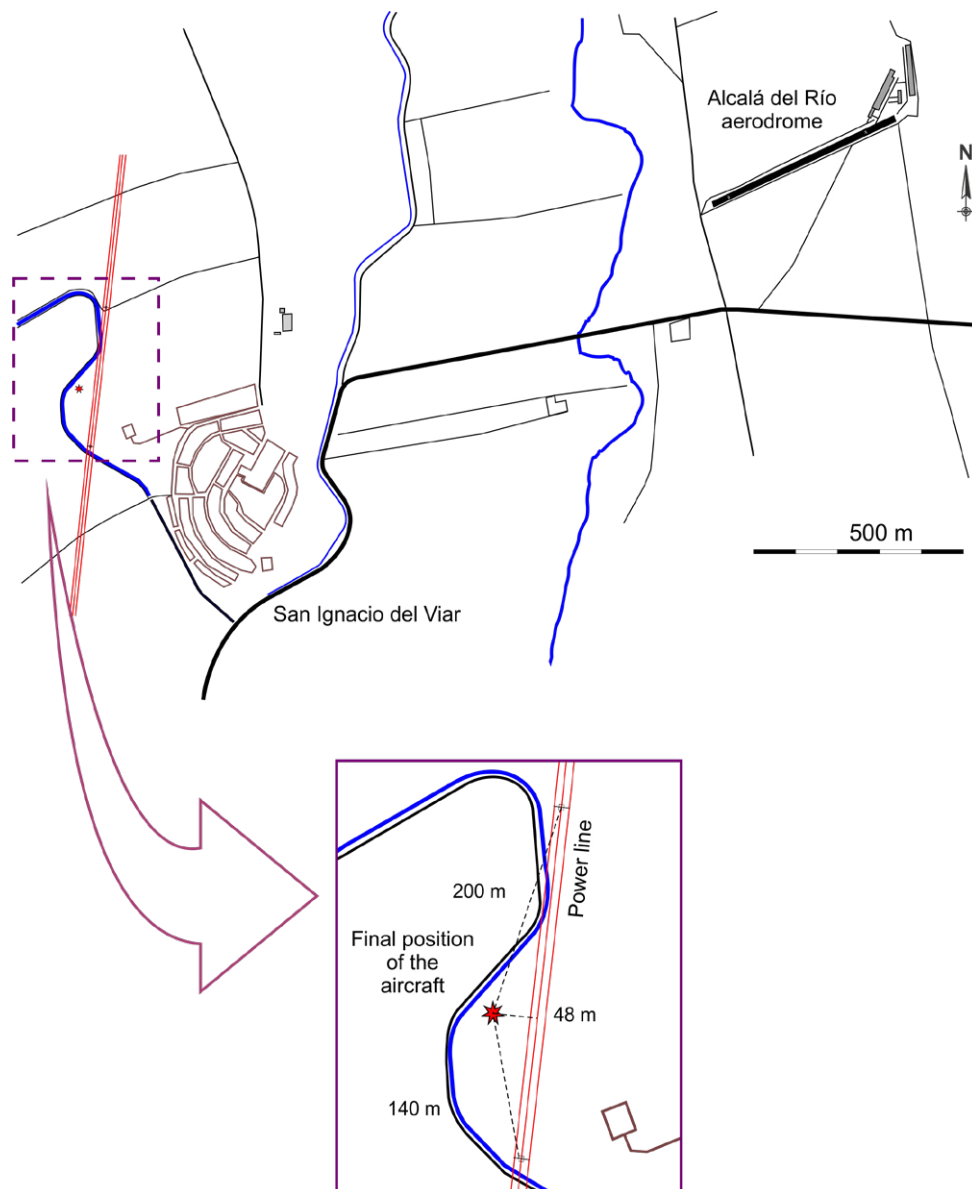 Alcalá del Río
aerodrome
N
500 m
San Ignacio del Viar
Power line
200 m
Final position
of the
aircraft
48 m
140 m